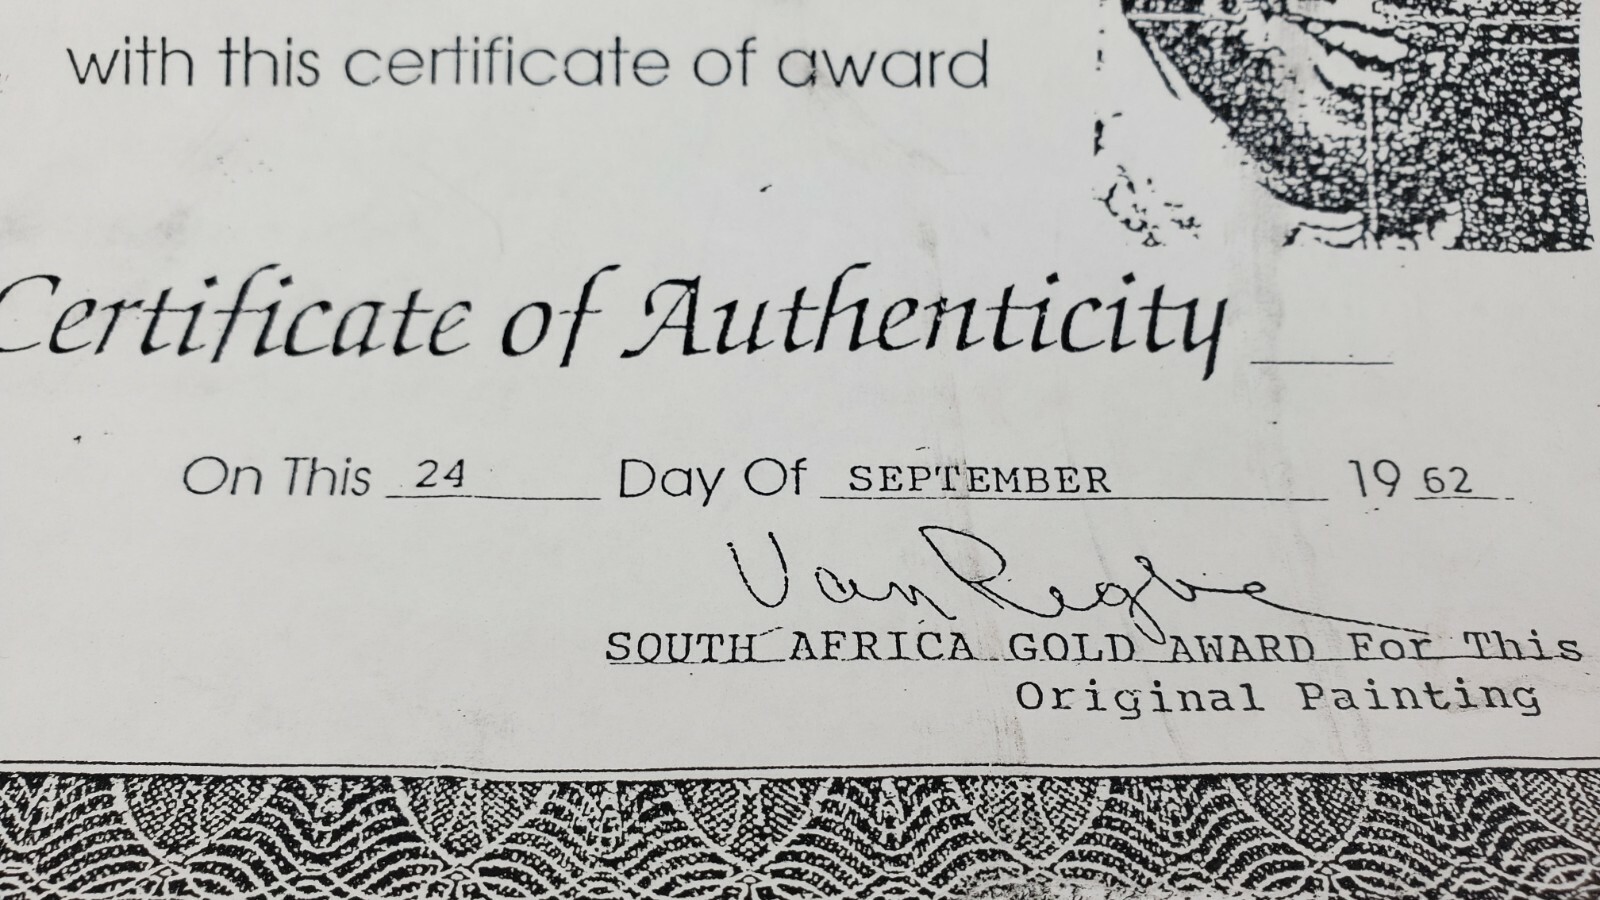 with this certificate of award
Certificate of Authenticity
On This 24 Day Of SEPTEMBER 19 62
Van
SOUTH AFRICA GOLD AWARD For This
Original Painting